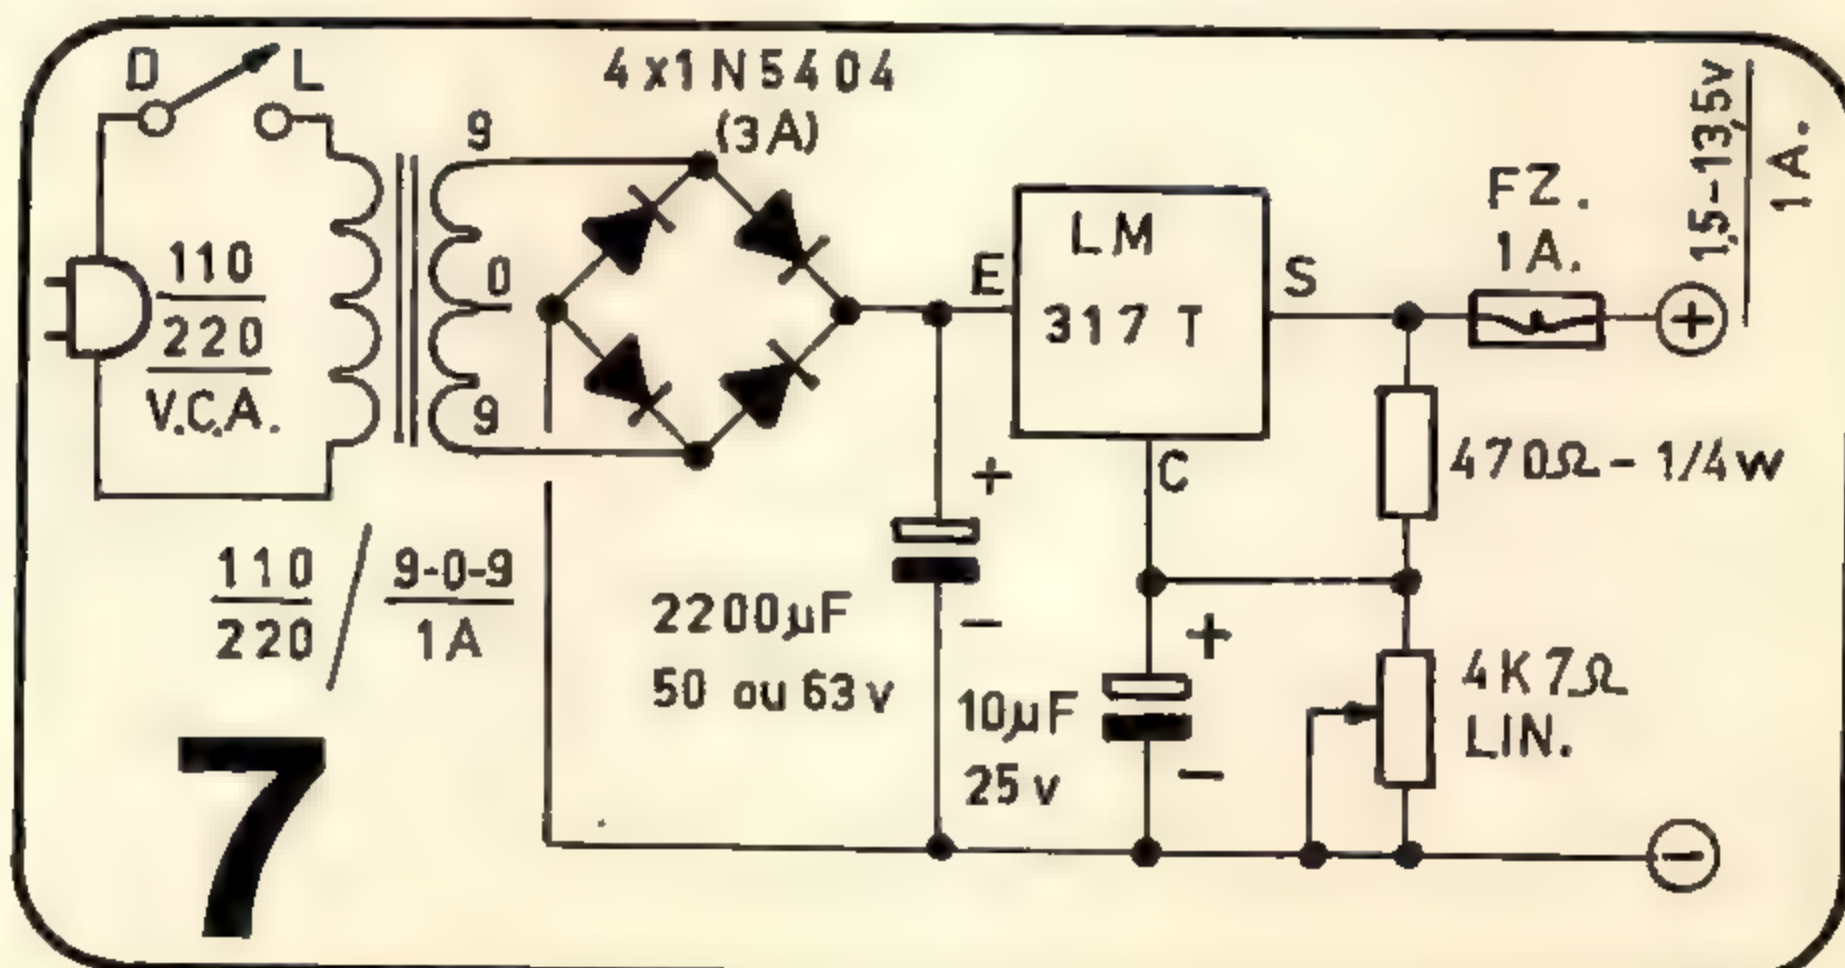 D L
4x1N5404
(3A)
9
0
9
110
220
V.C.A.
110 / 9-0-9
220 1A
7
E
LM
317 T
S
C
FZ.
1A.
+
1,5-13,5v
1A.
470Ω - 1/4w
+
2200µF
50 ou 63v
-
+
10µF
25v
-
4K7Ω
LIN.
-